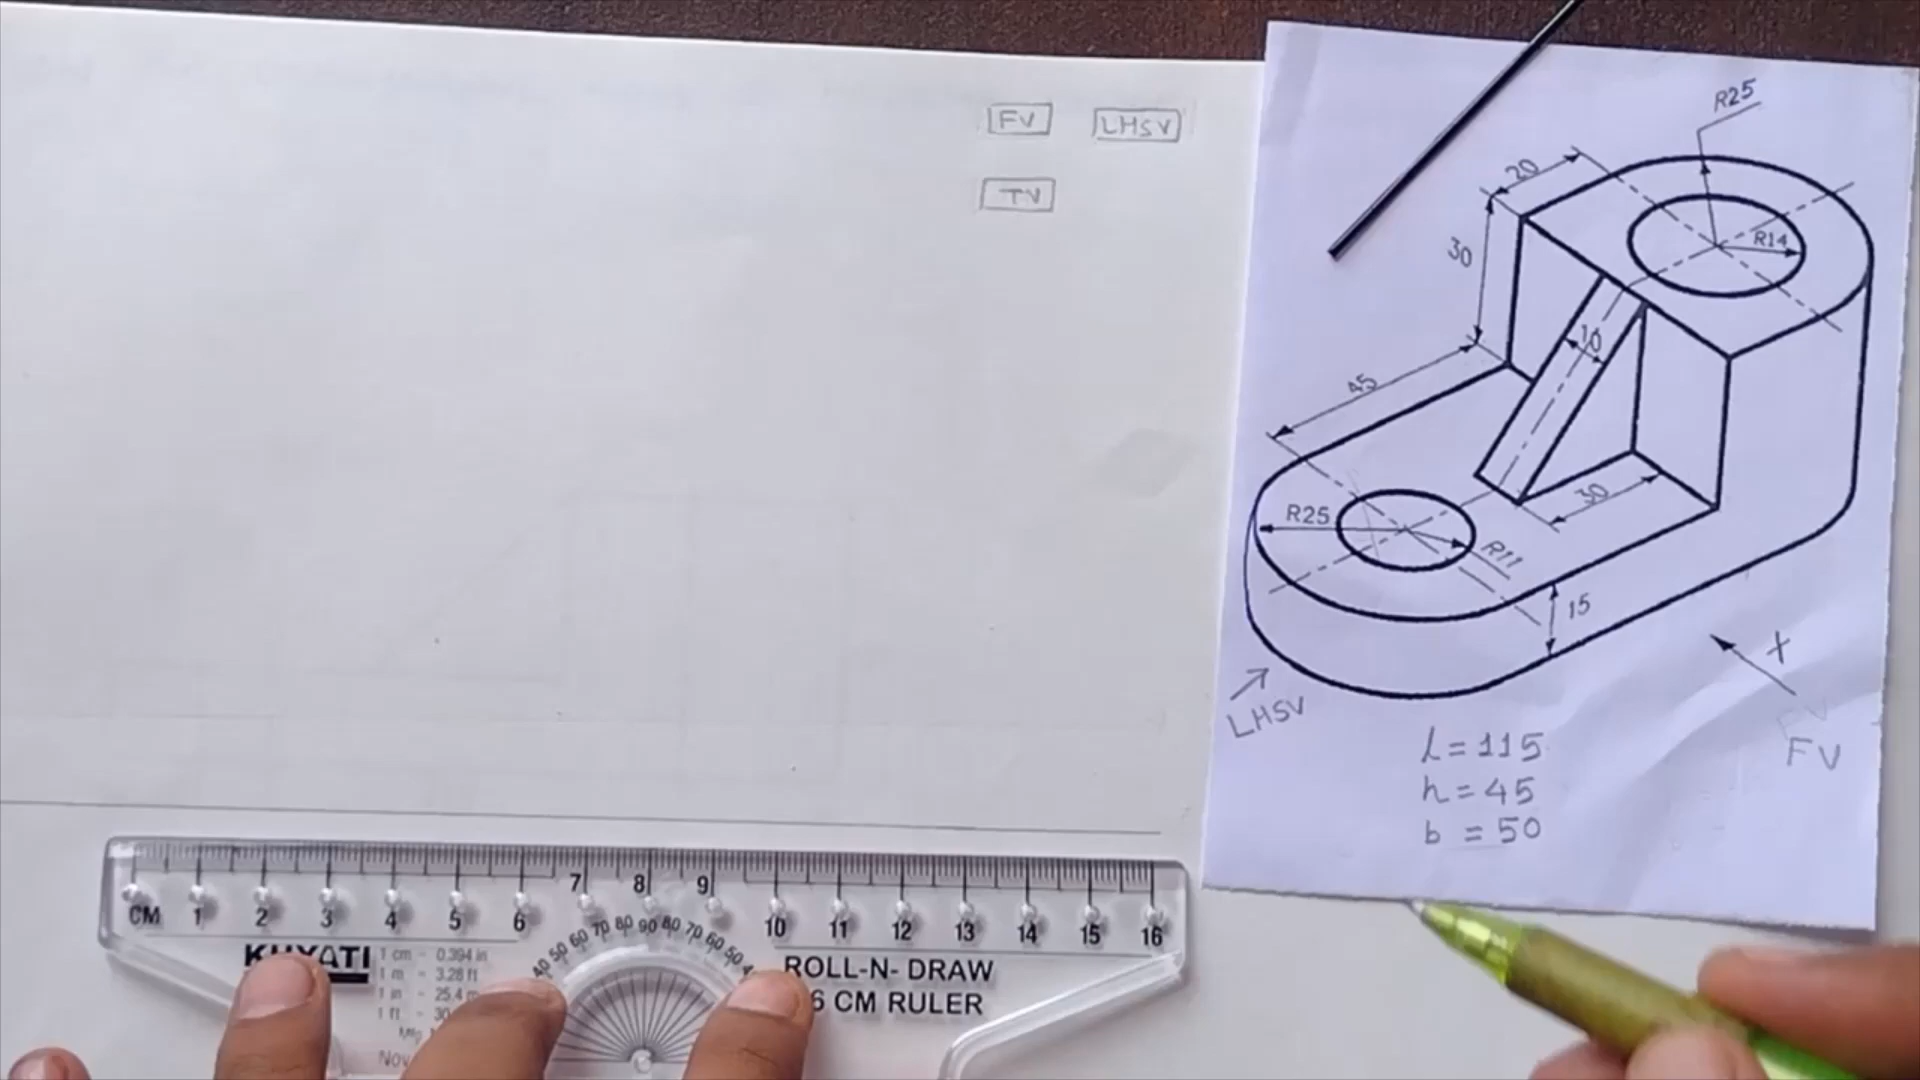 FV
LHSV
TV
R25
20
R14
30
10
45
30
R25
R11
15
X
FV
LHSV
FV
l = 115
h = 45
b = 50
7 8 9
CM 1 2 3 4 5 6 10 11 12 13 14 15 16
40 50 60 70 80 90 80 70 60 50
1 cm - 0.394 in
1 m - 3.28 ft
1 in - 25.4
1 ft -
ROLL-N- DRAW
6 CM RULER